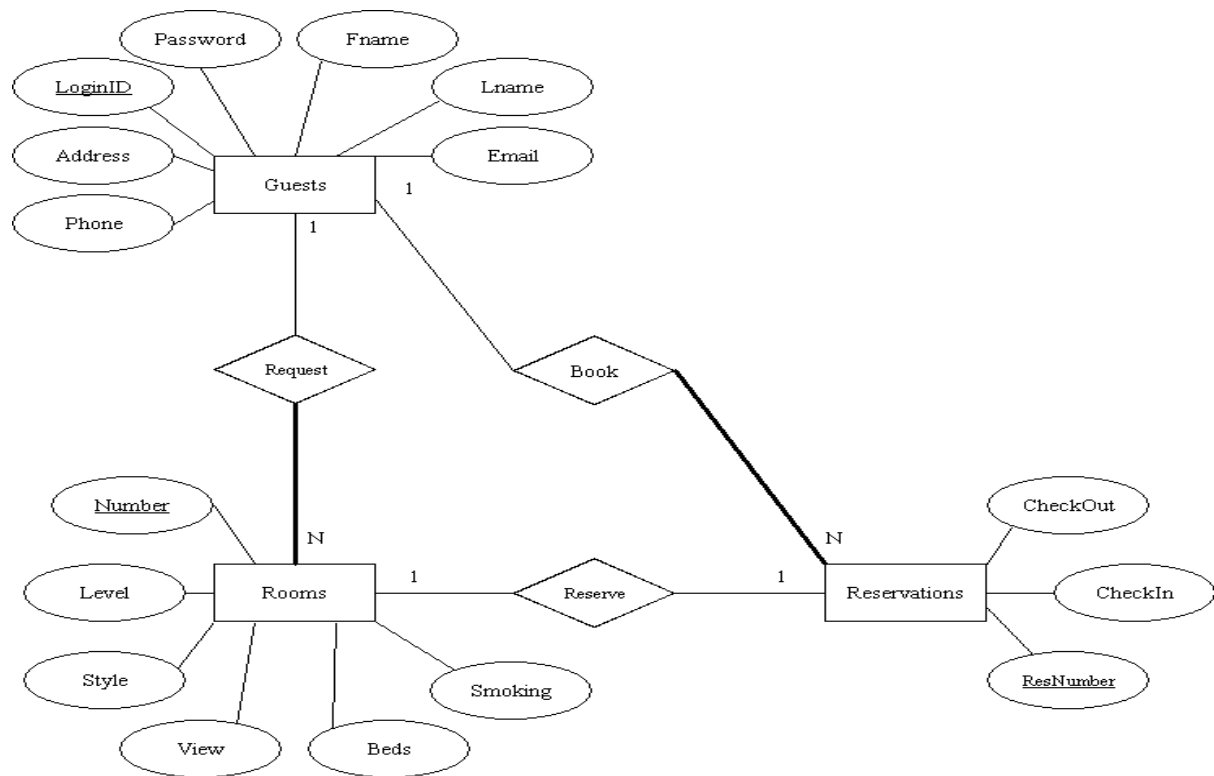 Password
Fname
LoginID
Lname
Address
Email
Guests
1
Phone
1
Request
Book
Number
CheckOut
N
N
Level
1
1
Rooms
Reserve
Reservations
CheckIn
Style
Smoking
ResNumber
View
Beds